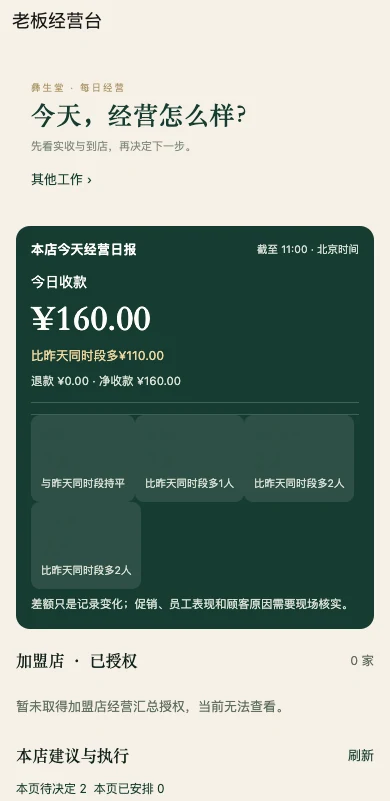 老板经营台
彝生堂 · 每日经营
今天，经营怎么样?
先看实收与到店，再决定下一步。
其他工作 ›
本店今天经营日报
截至 11:00 · 北京时间
今日收款
¥160.00
比昨天同时段多¥110.00
退款 ¥0.00 · 净收款 ¥160.00
与昨天同时段持平
比昨天同时段多1人
比昨天同时段多2人
比昨天同时段多2人
差额只是记录变化；促销、员工表现和顾客原因需要现场核实。
加盟店 · 已授权
0 家
暂未取得加盟店经营汇总授权，当前无法查看。
本店建议与执行
刷新
本页待决定 2 本页已安排 0